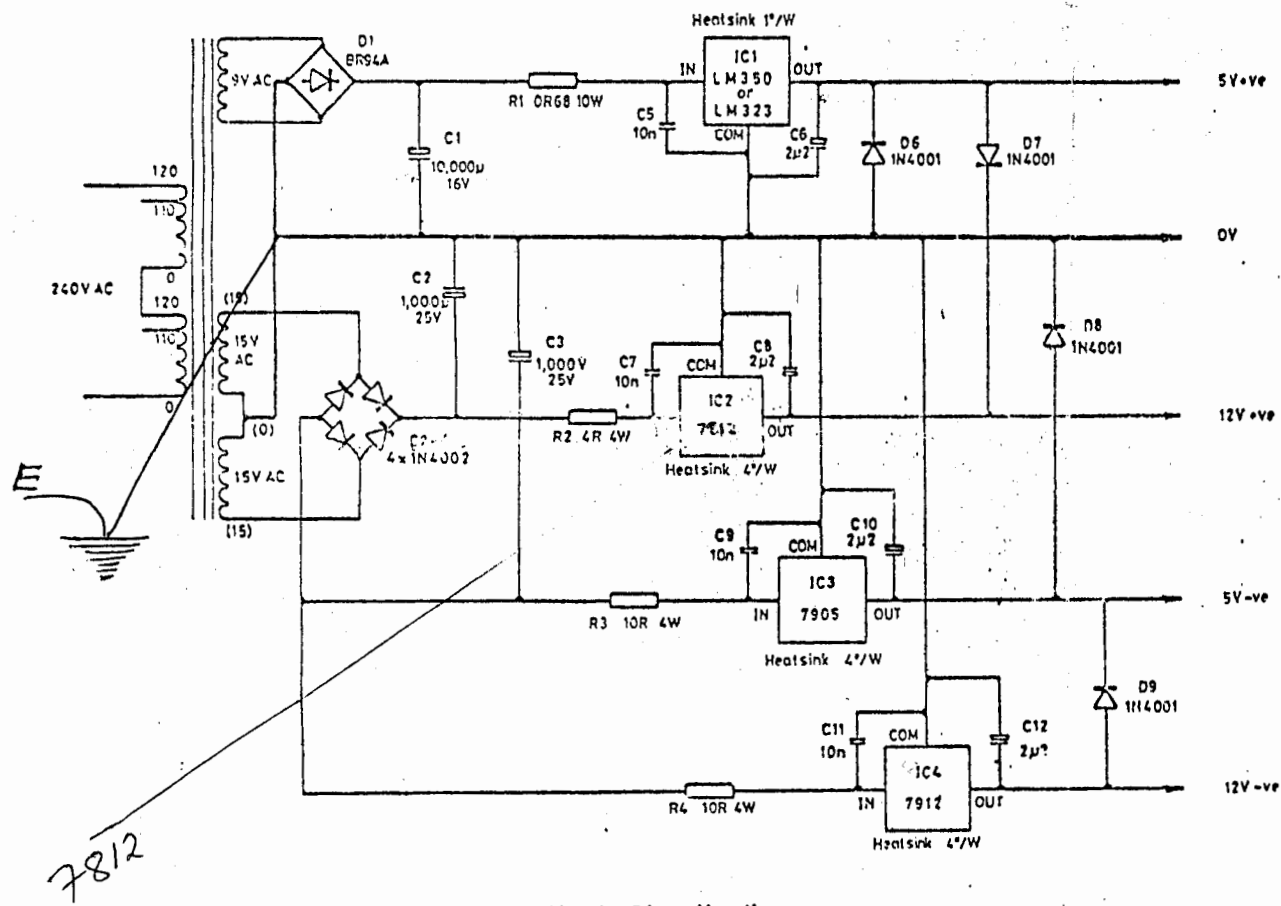 Heatsink 1°/W
D1
BR94A
9V AC
IN
IC1
LM350
or
LM323
OUT
COM
5V+ve
R1 0R68 10W
C5
10n
C6
2µ2
D6
1N4001
D7
1N4001
C1
10,000µ
16V
120
110
0
240V AC
120
110
0
0V
(15)
15V
AC
(0)
15V AC
(15)
C2
1,000µ
25V
C3
1,000V
25V
C7
10n
COM
C8
2µ2
IC2
OUT
R2 4R 4W
Heatsink 4°/W
4x1N4002
D8
1N4001
12V+ve
E
C9
10n
COM
C10
2µ2
IC3
7905
IN
OUT
R3 10R 4W
Heatsink 4°/W
5V-ve
D9
1N4001
C11
10n
COM
C12
IC4
7912
IN
OUT
R4 10R 4W
Heatsink 4°/W
12V-ve
7812